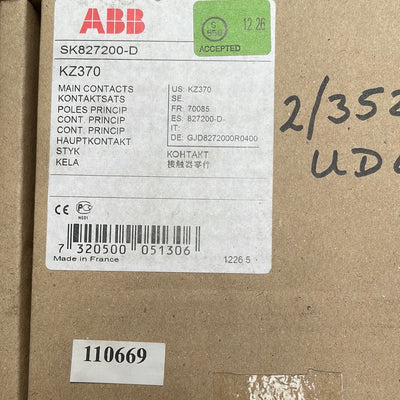 ABB
12.26
ACCEPTED
SK827200-D
KZ370
MAIN CONTACTS
KONTAKTSATS
POLES PRINCIP
CONT. PRINCIP
CONT. PRINCIP
HAUPTKONTAKT
STYK
KELA
US: KZ370
SE
FR: 70085
ES: 827200-D-
IT:
DE: GJD8272000R0400
КОНТАКТ
接触器零件
CE
7 320500 051306
Made in France
1226 5
2/352
UD
110669